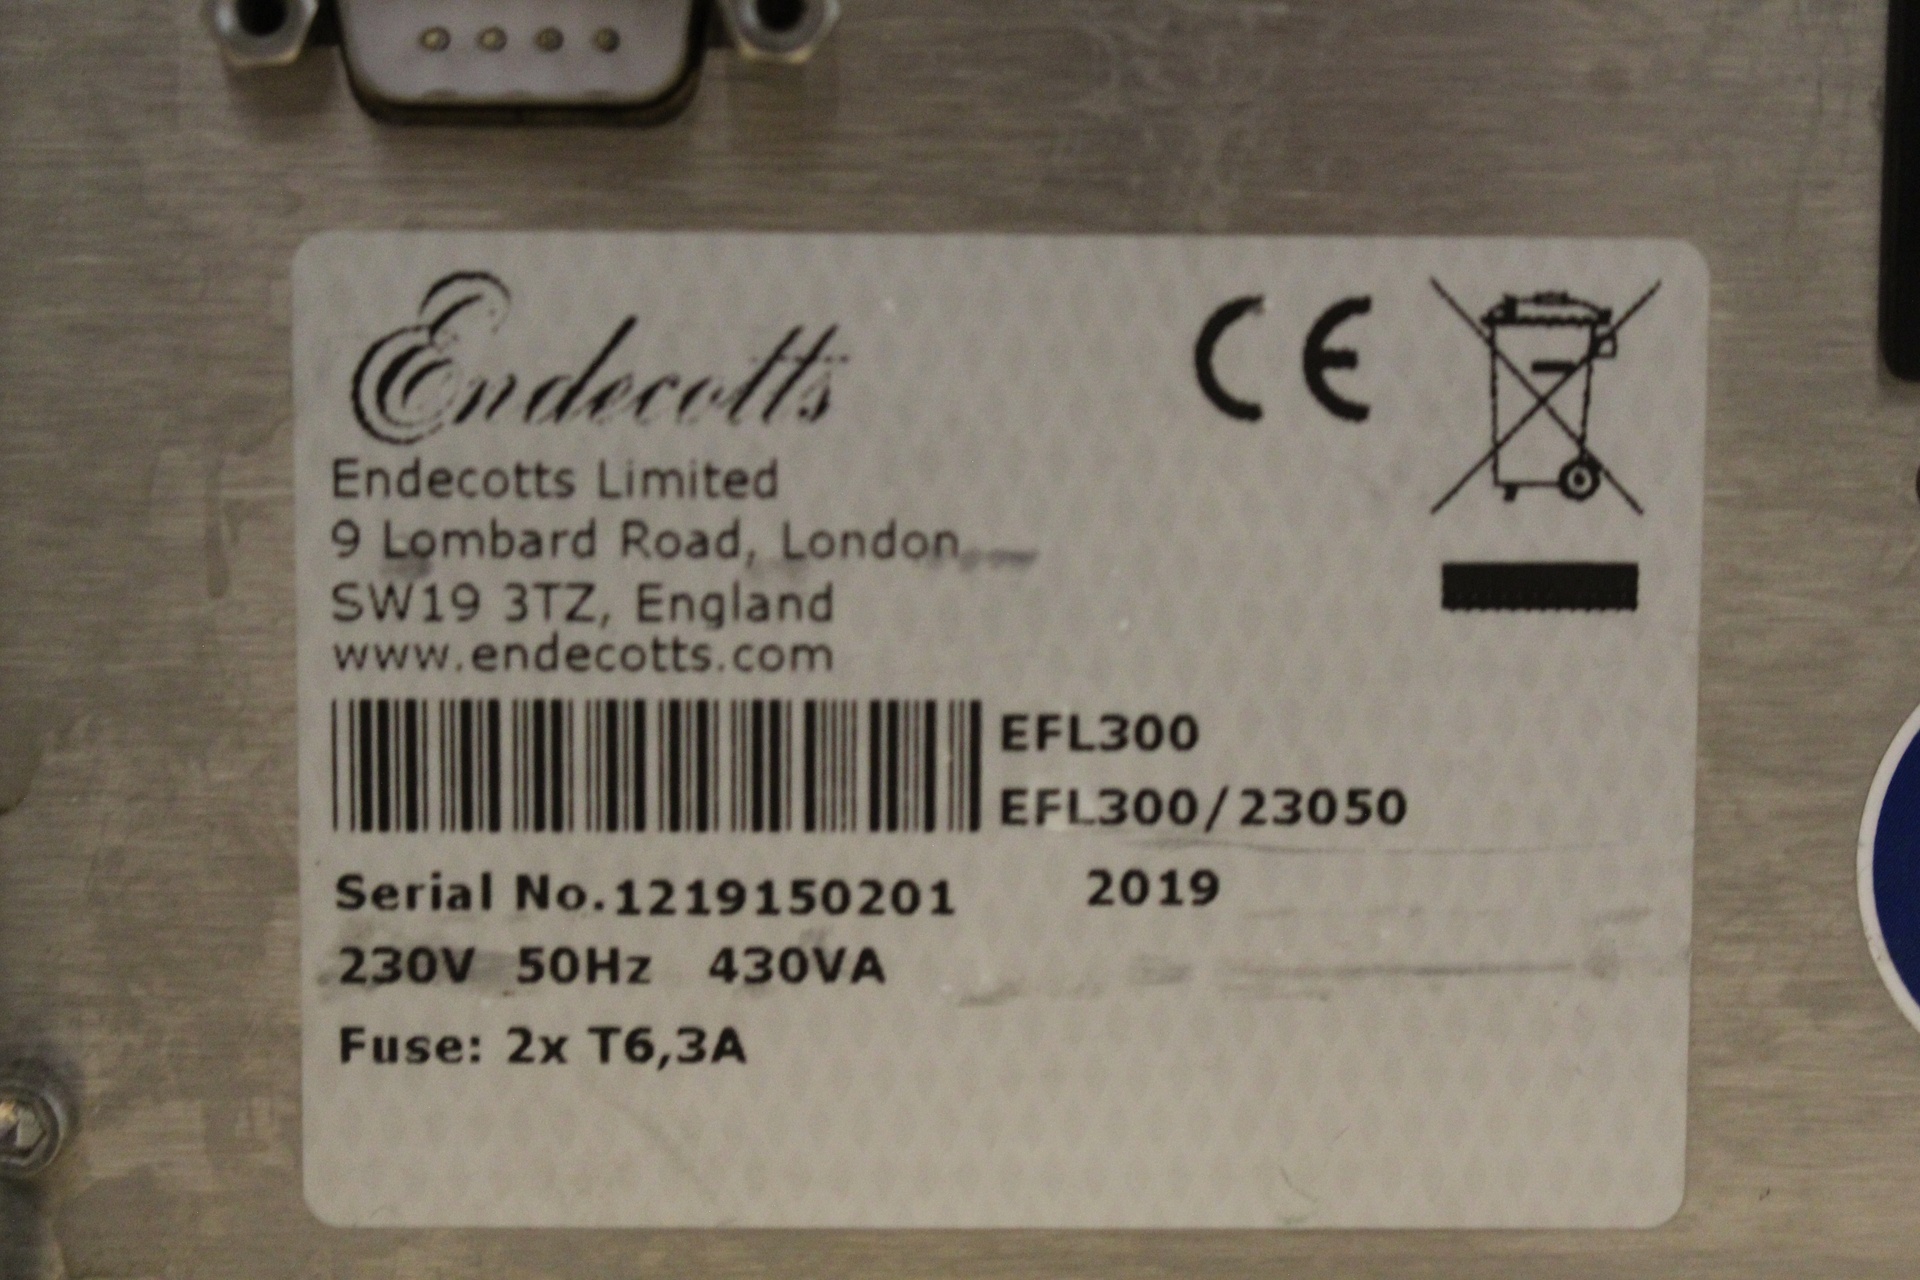 Endecotts
CE
Endecotts Limited
9 Lombard Road, London
SW19 3TZ, England
www.endecotts.com
EFL300
EFL300/23050
Serial No.1219150201 2019
230V 50Hz 430VA
Fuse: 2x T6,3A